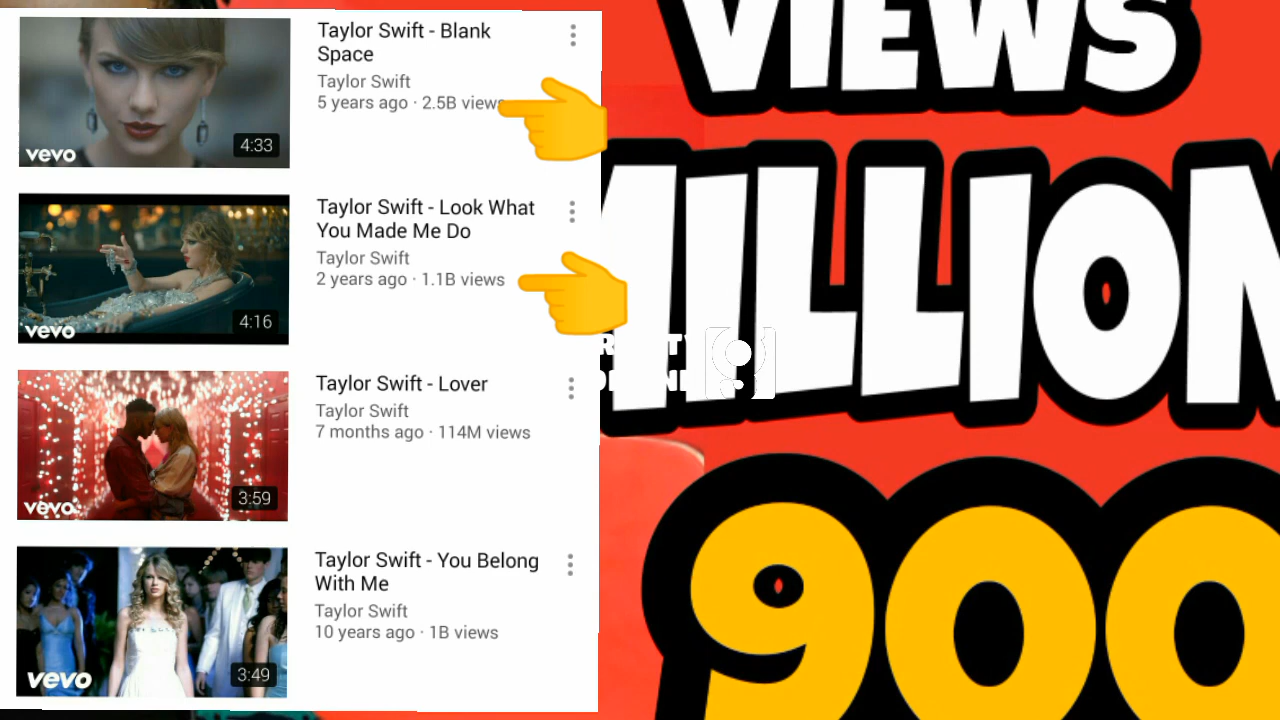 Taylor Swift - Blank
Space
Taylor Swift
5 years ago · 2.5B views
4:33
vevo
Taylor Swift - Look What
You Made Me Do
Taylor Swift
2 years ago · 1.1B views
4:16
vevo
Taylor Swift - Lover
Taylor Swift
7 months ago · 114M views
3:59
vevo
Taylor Swift - You Belong
With Me
Taylor Swift
10 years ago · 1B views
3:49
vevo
VIEWS
MILLION
900